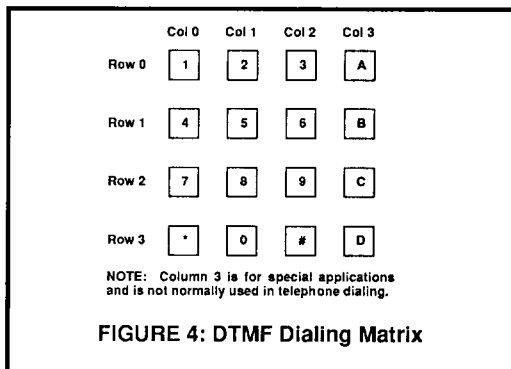 Col 0 Col 1 Col 2 Col 3
Row 0 1 2 3 A
Row 1 4 5 6 B
Row 2 7 8 9 C
Row 3 * 0 # D
NOTE: Column 3 is for special applications
and is not normally used in telephone dialing.
FIGURE 4: DTMF Dialing Matrix